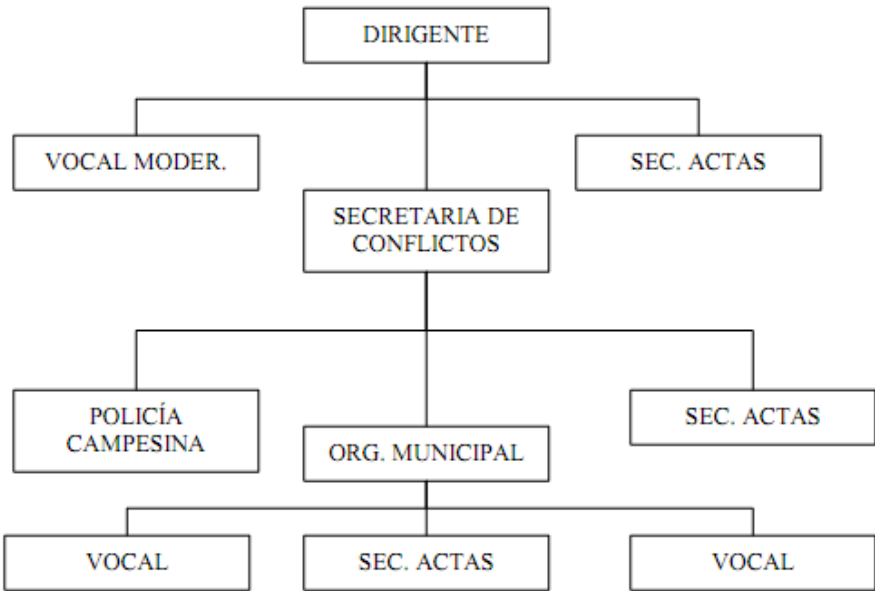 DIRIGENTE
VOCAL MODER.
SEC. ACTAS
SECRETARIA DE
CONFLICTOS
POLICÍA
CAMPESINA
SEC. ACTAS
ORG. MUNICIPAL
VOCAL
SEC. ACTAS
VOCAL